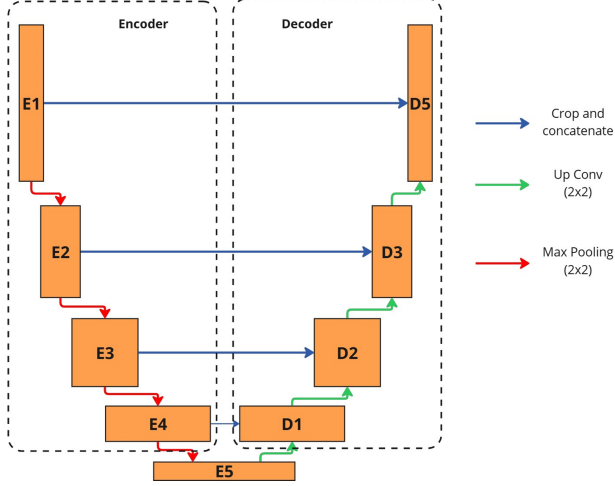 Encoder
Decoder
E1
D5
Crop and
concatenate
Up Conv
(2x2)
E2
D3
Max Pooling
(2x2)
E3
D2
E4
D1
E5